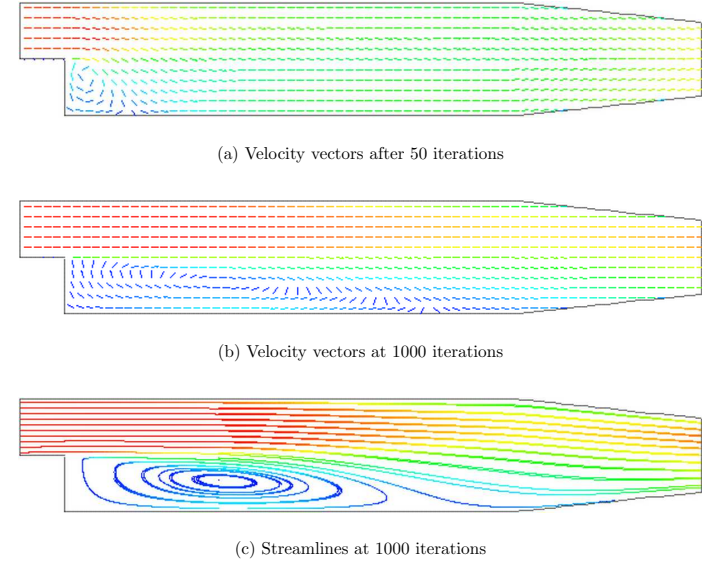 (a) Velocity vectors after 50 iterations
(b) Velocity vectors at 1000 iterations
(c) Streamlines at 1000 iterations